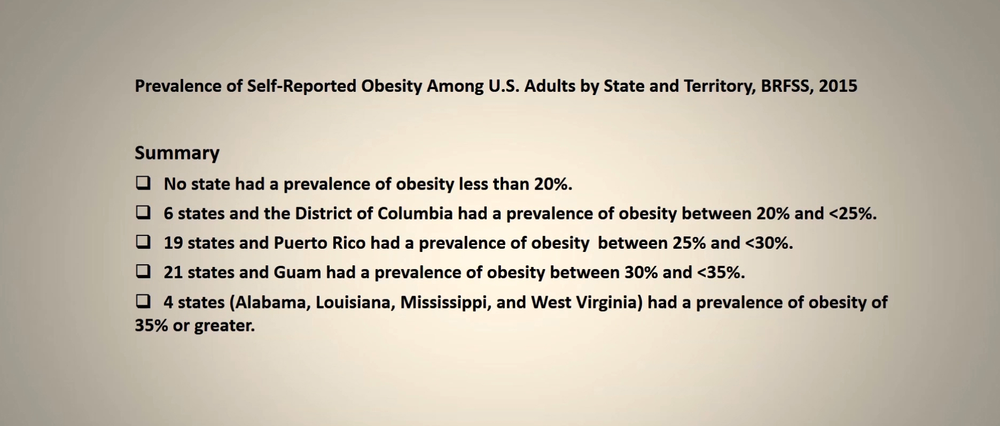 Prevalence of Self-Reported Obesity Among U.S. Adults by State and Territory, BRFSS, 2015
Summary
❑ No state had a prevalence of obesity less than 20%.
❑ 6 states and the District of Columbia had a prevalence of obesity between 20% and <25%.
❑ 19 states and Puerto Rico had a prevalence of obesity  between 25% and <30%.
❑ 21 states and Guam had a prevalence of obesity between 30% and <35%.
❑ 4 states (Alabama, Louisiana, Mississippi, and West Virginia) had a prevalence of obesity of
35% or greater.